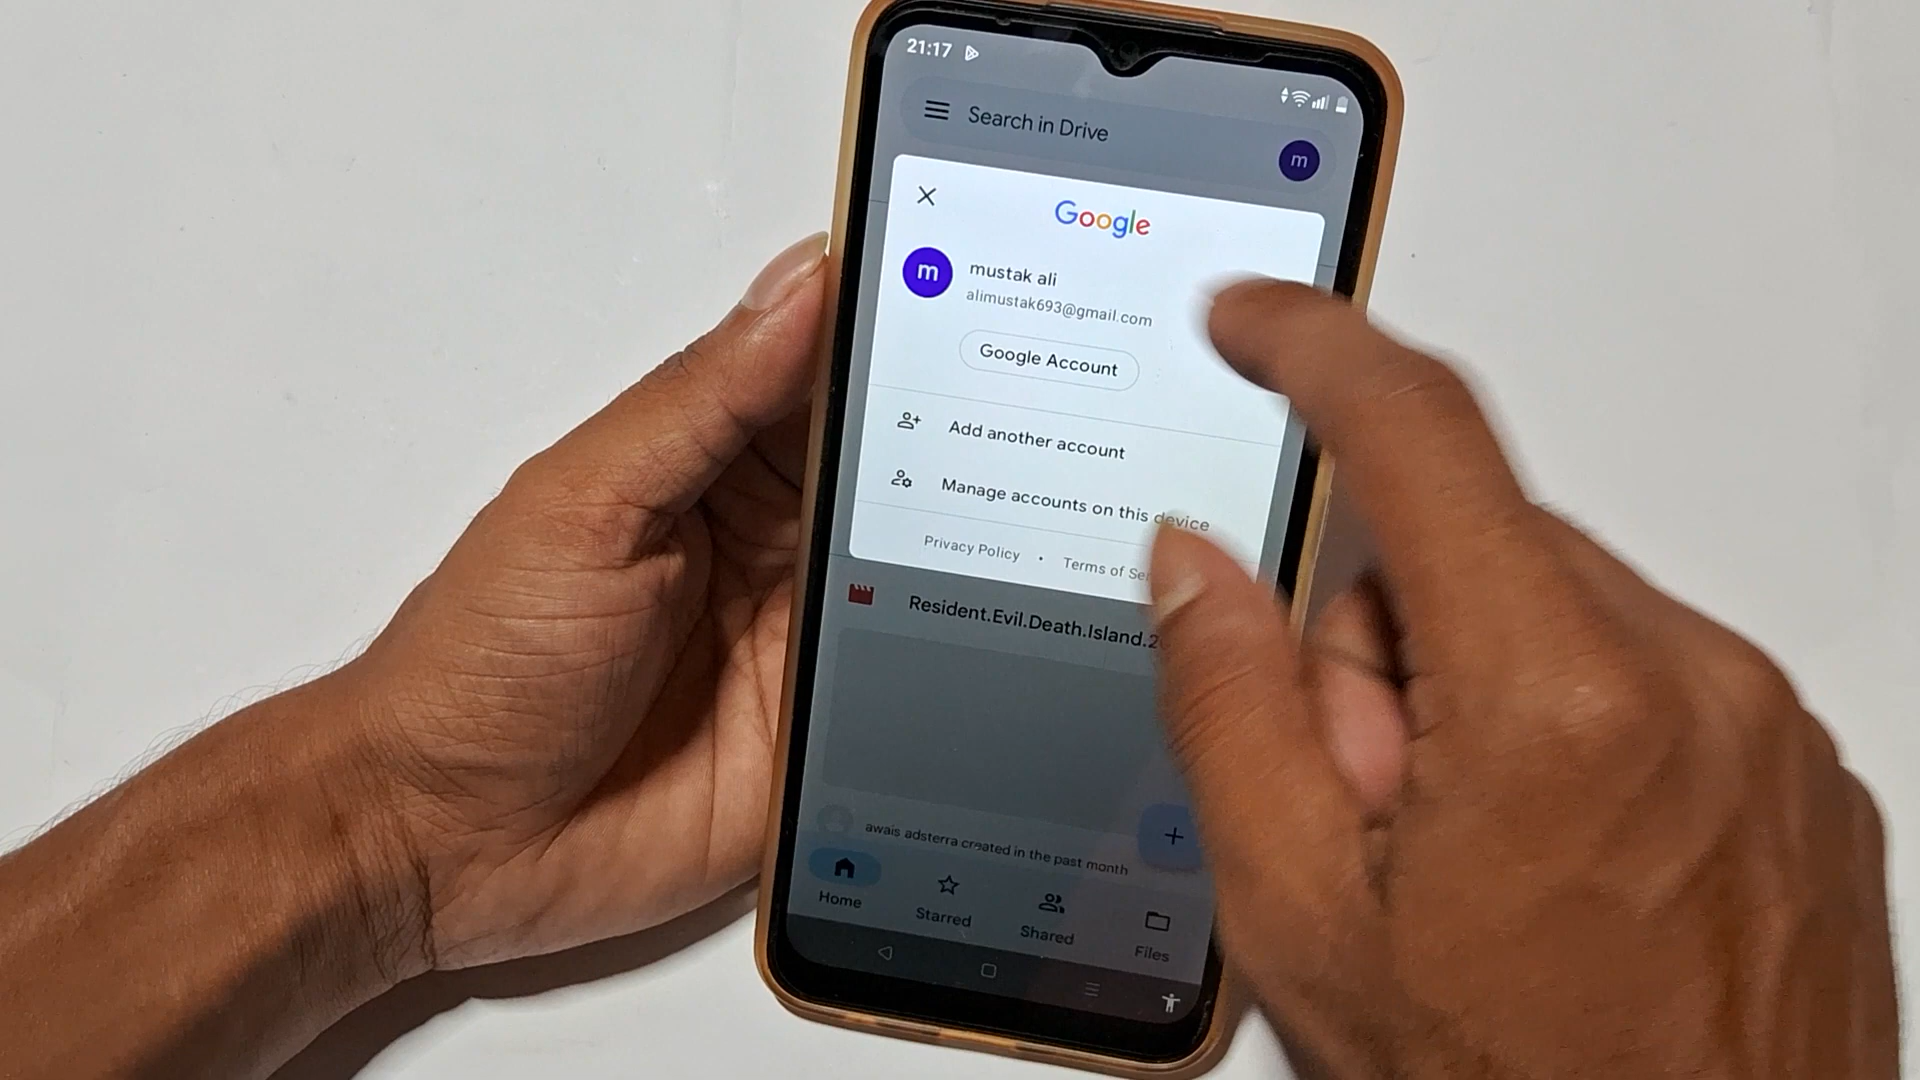 21:17
Search in Drive
m
Google
m
mustak ali
alimustak693@gmail.com
Google Account
Add another account
Manage accounts on this device
Privacy Policy • Terms of
Resident.Evil.Death.Island.
awais adsterra created in the past month
Home
Starred
Shared
Files